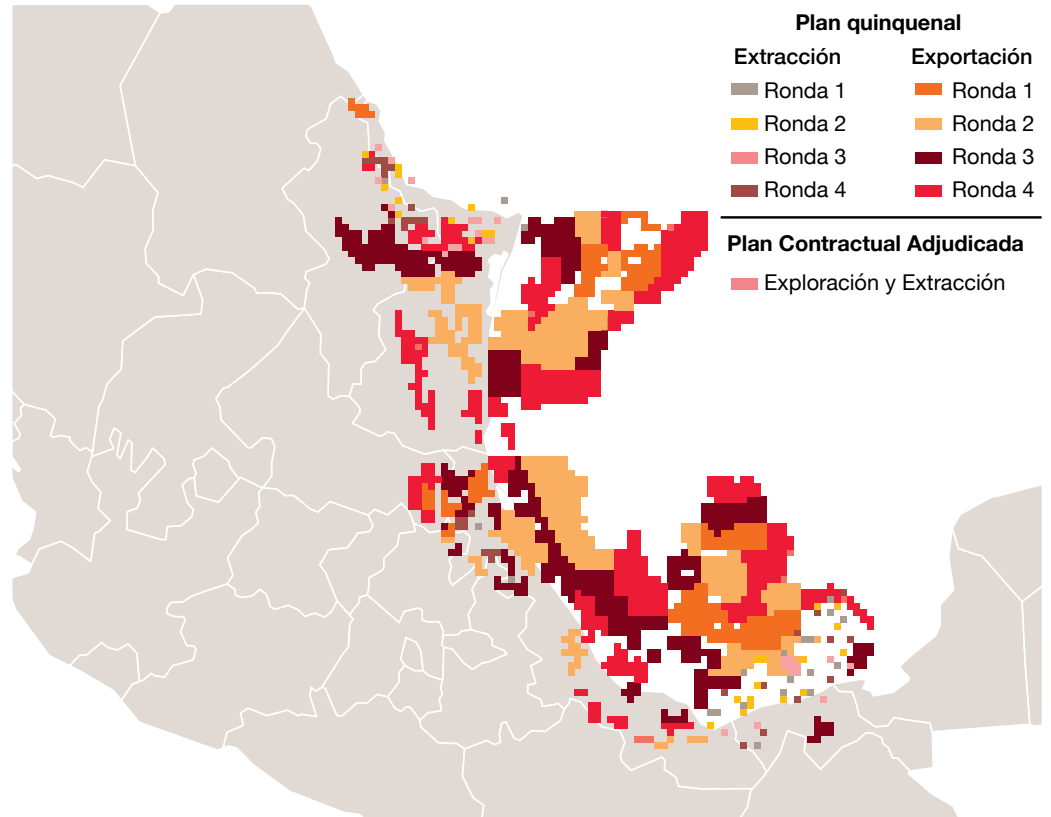 Plan quinquenal
Extracción Exportación
Ronda 1 Ronda 1
Ronda 2 Ronda 2
Ronda 3 Ronda 3
Ronda 4 Ronda 4
Plan Contractual Adjudicada
Exploración y Extracción